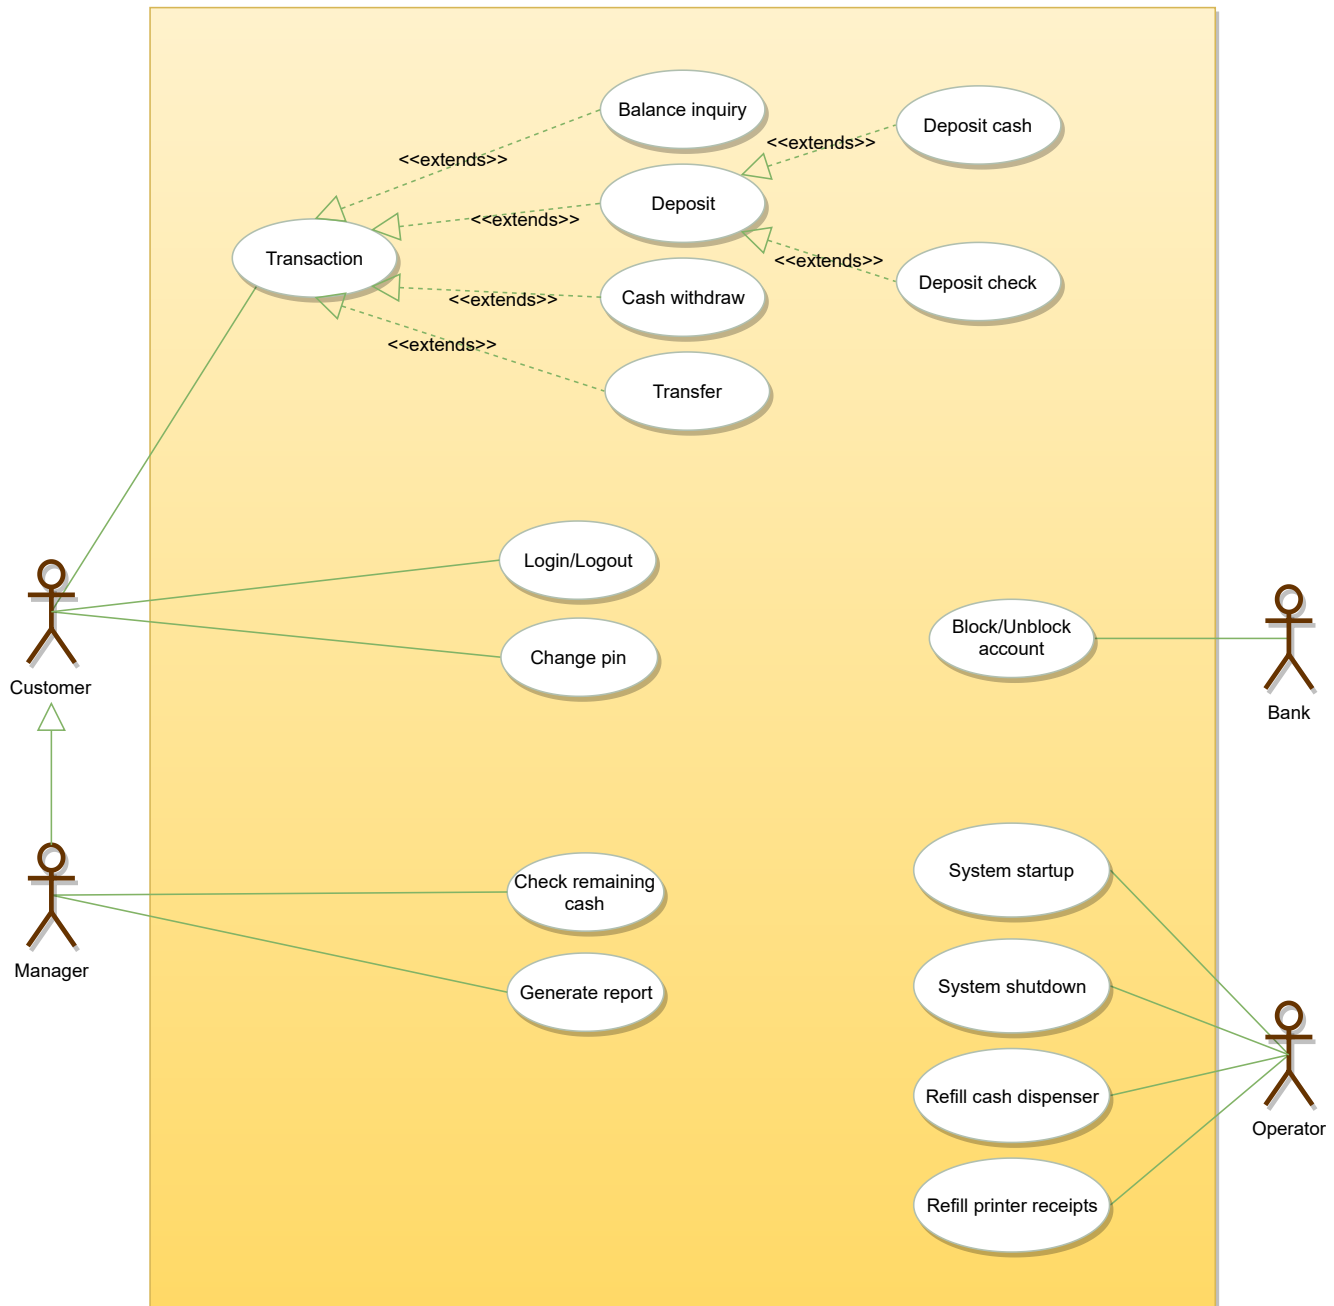 Balance inquiry
Deposit cash
<<extends>>
<<extends>>
Deposit
<<extends>>
Transaction
<<extends>>
Deposit check
Cash withdraw
<<extends>>
<<extends>>
Transfer
Login/Logout
Block/Unblock
account
Change pin
Customer
Bank
System startup
Check remaining
cash
Manager
System shutdown
Generate report
Refill cash dispenser
Operator
Refill printer receipts